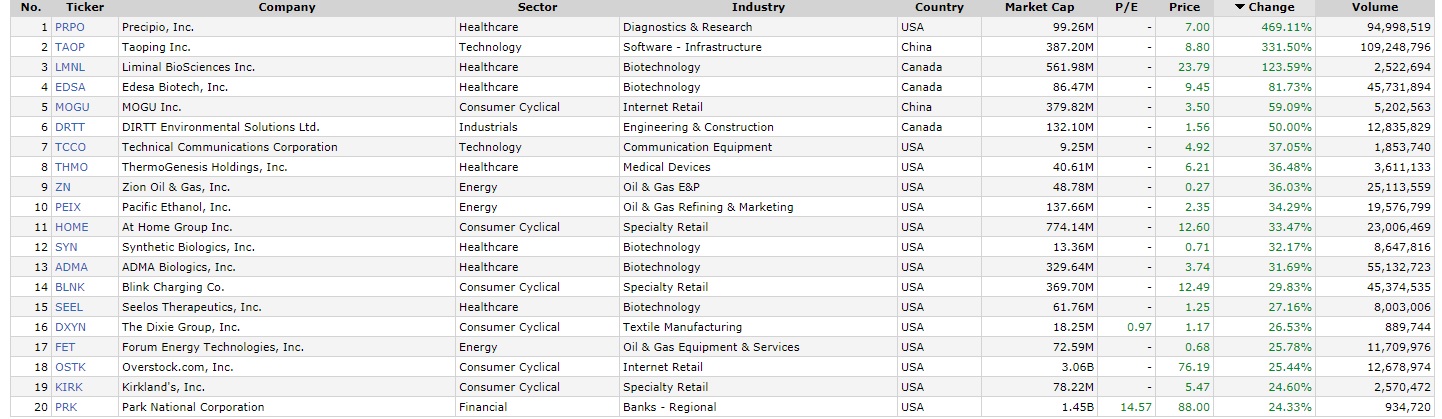 No. Ticker Company Sector Industry Country Market Cap P/E Price Change Volume
1 PRPO Precipio, Inc. Healthcare Diagnostics & Research USA 99.26M - 7.00 469.11% 94,998,519
2 TAOP Taoping Inc. Technology Software - Infrastructure China 387.20M - 8.80 331.50% 109,248,796
3 LMNL Liminal BioSciences Inc. Healthcare Biotechnology Canada 561.98M - 23.79 123.59% 2,522,694
4 EDSA Edesa Biotech, Inc. Healthcare Biotechnology Canada 86.47M - 9.45 81.73% 45,731,894
5 MOGU MOGU Inc. Consumer Cyclical Internet Retail China 379.82M - 3.50 59.09% 5,202,563
6 DRTT DIRTT Environmental Solutions Ltd. Industrials Engineering & Construction Canada 132.10M - 1.56 50.00% 12,835,829
7 TCCO Technical Communications Corporation Technology Communication Equipment USA 9.25M - 4.92 37.05% 1,853,740
8 THMO ThermoGenesis Holdings, Inc. Healthcare Medical Devices USA 40.61M - 6.21 36.48% 3,611,133
9 ZN Zion Oil & Gas, Inc. Energy Oil & Gas E&P USA 48.78M - 0.27 36.03% 25,113,559
10 PEIX Pacific Ethanol, Inc. Energy Oil & Gas Refining & Marketing USA 137.66M - 2.35 34.29% 19,576,799
11 HOME At Home Group Inc. Consumer Cyclical Specialty Retail USA 774.14M - 12.60 33.47% 23,006,469
12 SYN Synthetic Biologics, Inc. Healthcare Biotechnology USA 13.36M - 0.71 32.17% 8,647,816
13 ADMA ADMA Biologics, Inc. Healthcare Biotechnology USA 329.64M - 3.74 31.69% 55,132,723
14 BLNK Blink Charging Co. Consumer Cyclical Specialty Retail USA 369.70M - 12.49 29.83% 45,374,535
15 SEEL Seelos Therapeutics, Inc. Healthcare Biotechnology USA 61.76M - 1.25 27.16% 8,003,006
16 DXYN The Dixie Group, Inc. Consumer Cyclical Textile Manufacturing USA 18.25M 0.97 1.17 26.53% 889,744
17 FET Forum Energy Technologies, Inc. Energy Oil & Gas Equipment & Services USA 72.59M - 0.68 25.78% 11,709,976
18 OSTK Overstock.com, Inc. Consumer Cyclical Internet Retail USA 3.06B - 76.19 25.44% 12,678,974
19 KIRK Kirkland's, Inc. Consumer Cyclical Specialty Retail USA 78.22M - 5.47 24.60% 2,570,472
20 PRK Park National Corporation Financial Banks - Regional USA 1.45B 14.57 88.00 24.33% 934,720